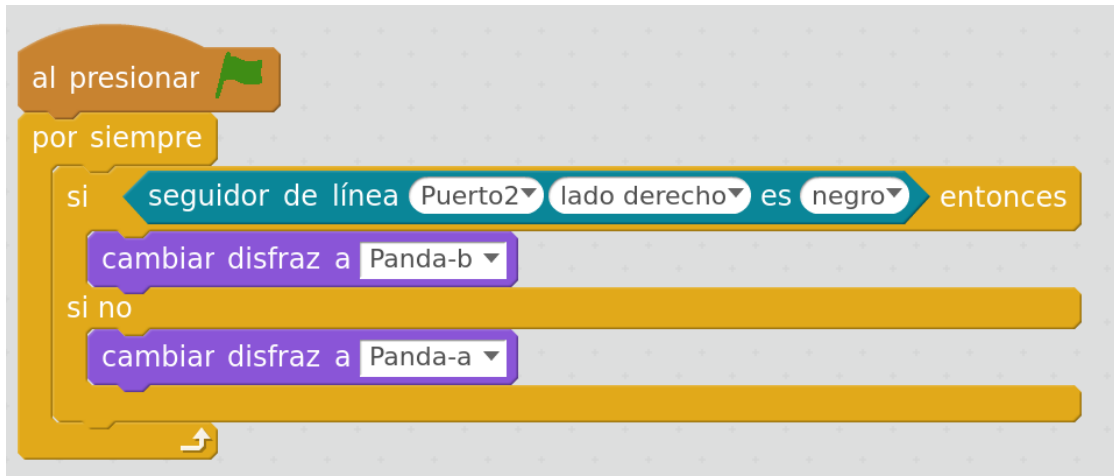 al presionar
por siempre
si seguidor de línea Puerto2 lado derecho es negro entonces
cambiar disfraz a Panda-b
si no
cambiar disfraz a Panda-a